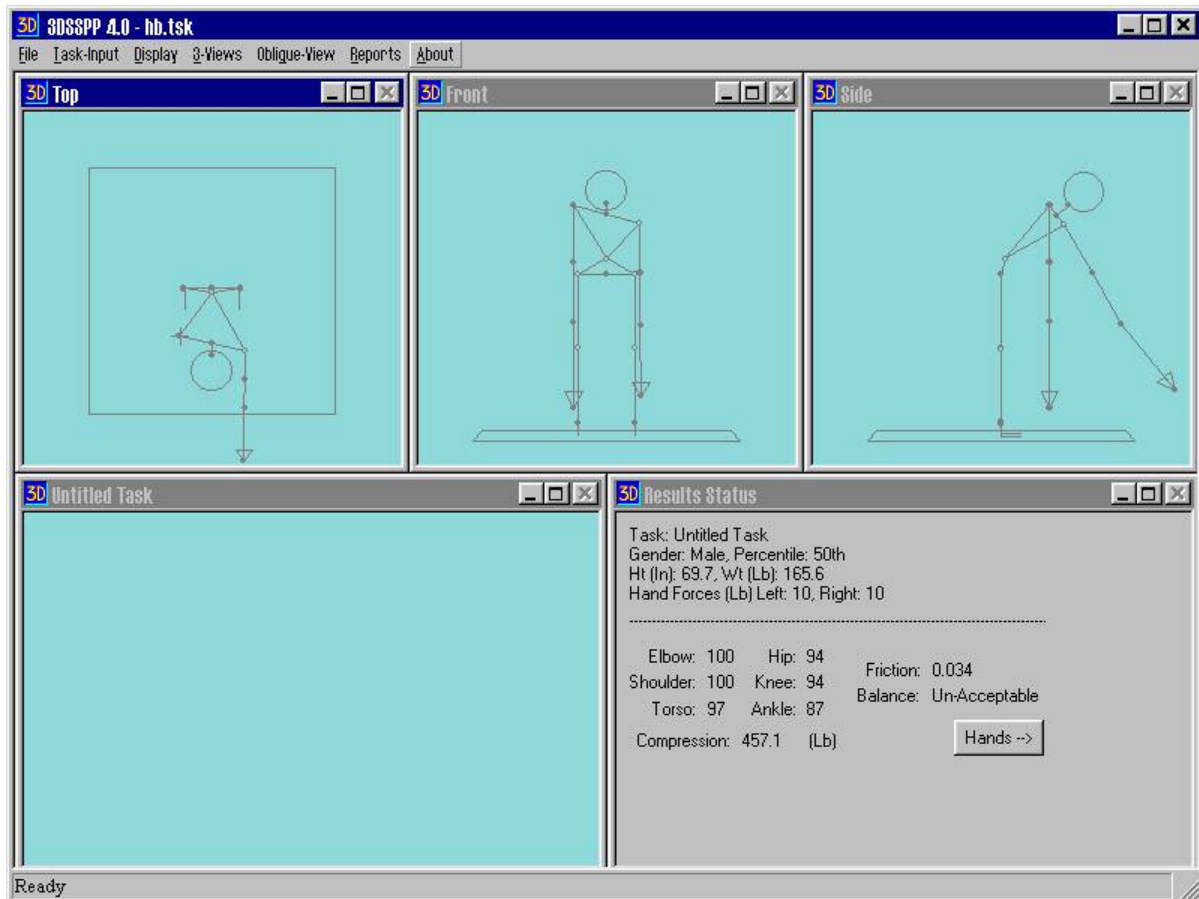 3D 3DSSPP 4.0 - hb.tsk
File Task-Input Display 3-Views Oblique-View Reports About
3D Top
3D Front
3D Side
3D Untitled Task
3D Results Status
Task: Untitled Task
Gender: Male, Percentile: 50th
Ht (In): 69.7, Wt (Lb): 165.6
Hand Forces (Lb) Left: 10, Right: 10
Elbow: 100 Hip: 94
Friction: 0.034
Shoulder: 100 Knee: 94
Balance: Un-Acceptable
Torso: 97 Ankle: 87
Compression: 457.1 (Lb)
Hands -->
Ready